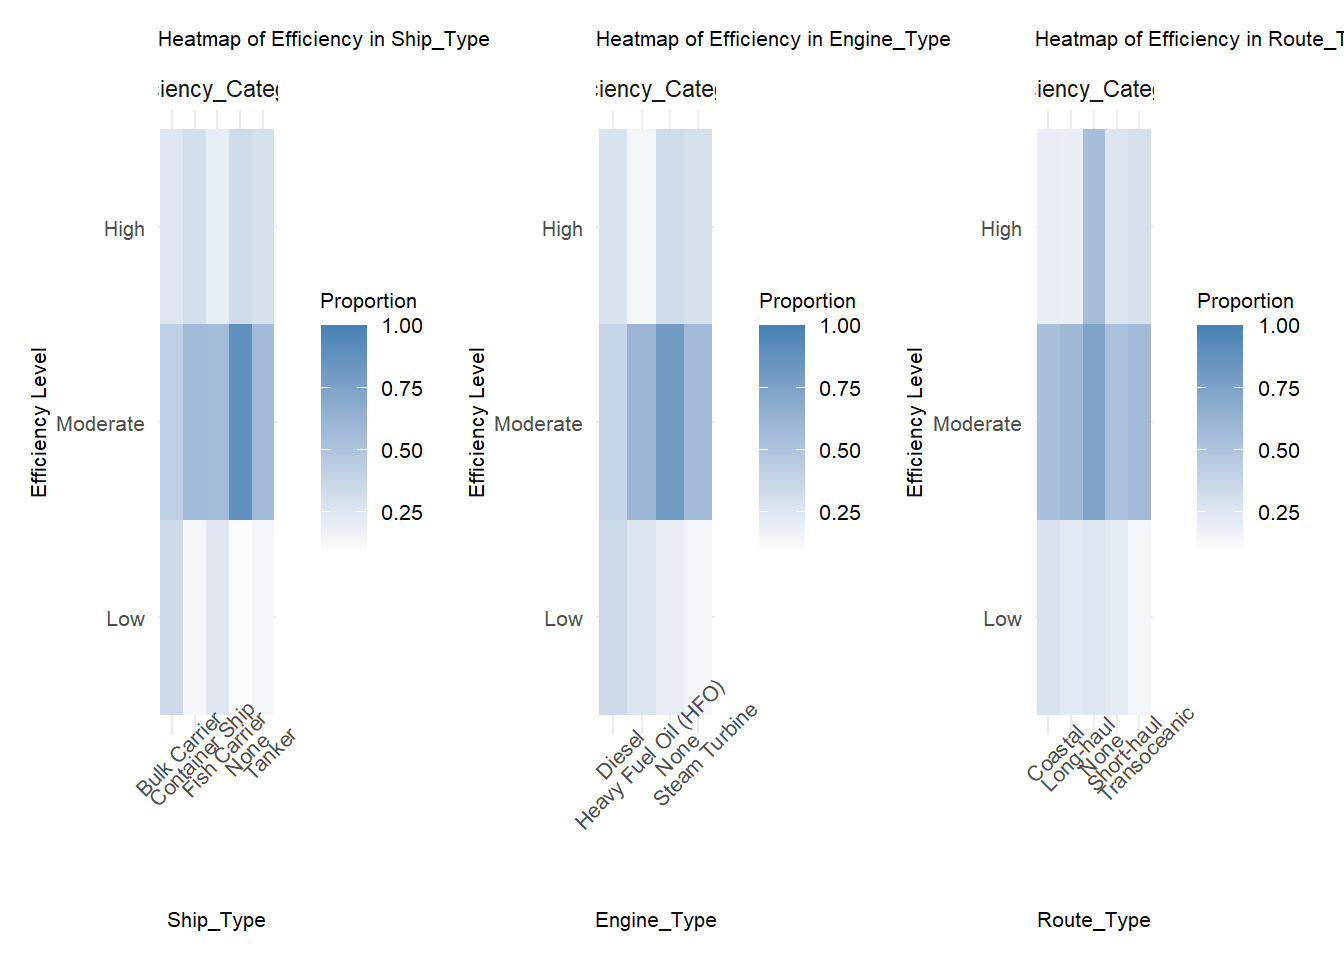 Heatmap of Efficiency in Ship_Type
ciency_Categ
High
Moderate
Low
Efficiency Level
Bulk Carrier
Container Ship
Fish Carrier
None
Tanker
Ship_Type
Proportion
1.00
0.75
0.50
0.25
Heatmap of Efficiency in Engine_Type
ciency_Categ
High
Moderate
Low
Efficiency Level
Diesel
Heavy Fuel Oil (HFO)
None
Steam Turbine
Engine_Type
Proportion
1.00
0.75
0.50
0.25
Heatmap of Efficiency in Route_T
ciency_Categ
High
Moderate
Low
Efficiency Level
Coastal
Long-haul
None
Short-haul
Transoceanic
Route_Type
Proportion
1.00
0.75
0.50
0.25